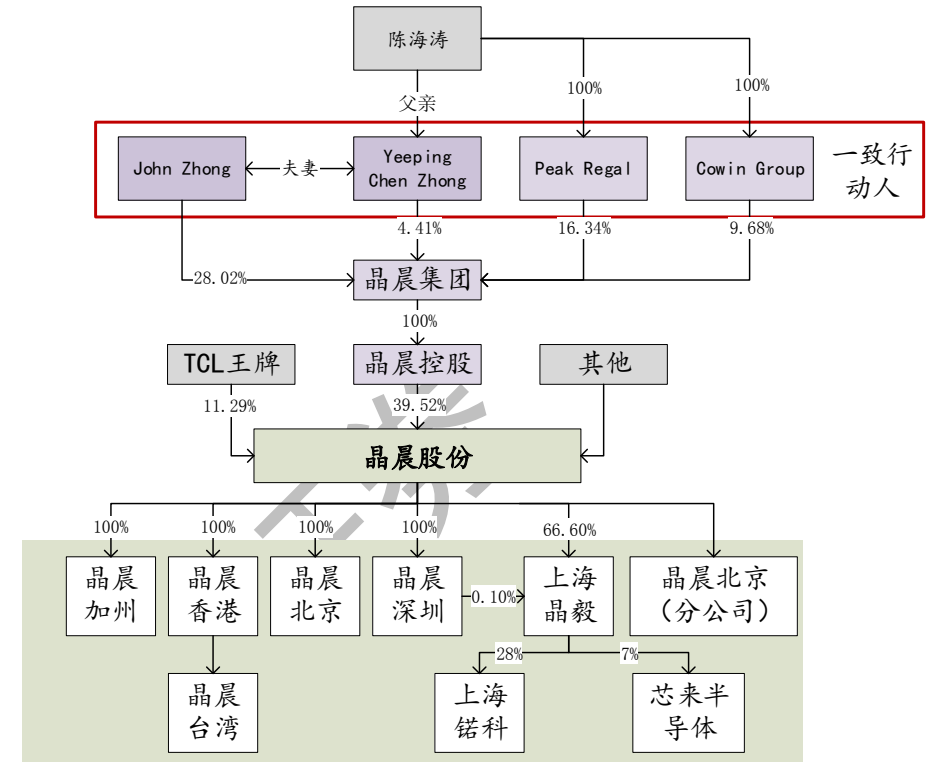 陈海涛
父亲
100%
100%
John Zhong
夫妻
Yeeping
Chen Zhong
Peak Regal
Cowin Group
一致行
动人
4.41%
16.34%
9.68%
28.02%
晶晨集团
100%
TCL王牌
晶晨控股
其他
11.29%
39.52%
晶晨股份
100%
100%
100%
100%
66.60%
晶晨
加州
晶晨
香港
晶晨
北京
晶晨
深圳
0.10%
上海
晶毅
晶晨北京
（分公司）
28%
7%
晶晨
台湾
上海
锘科
芯来半
导体